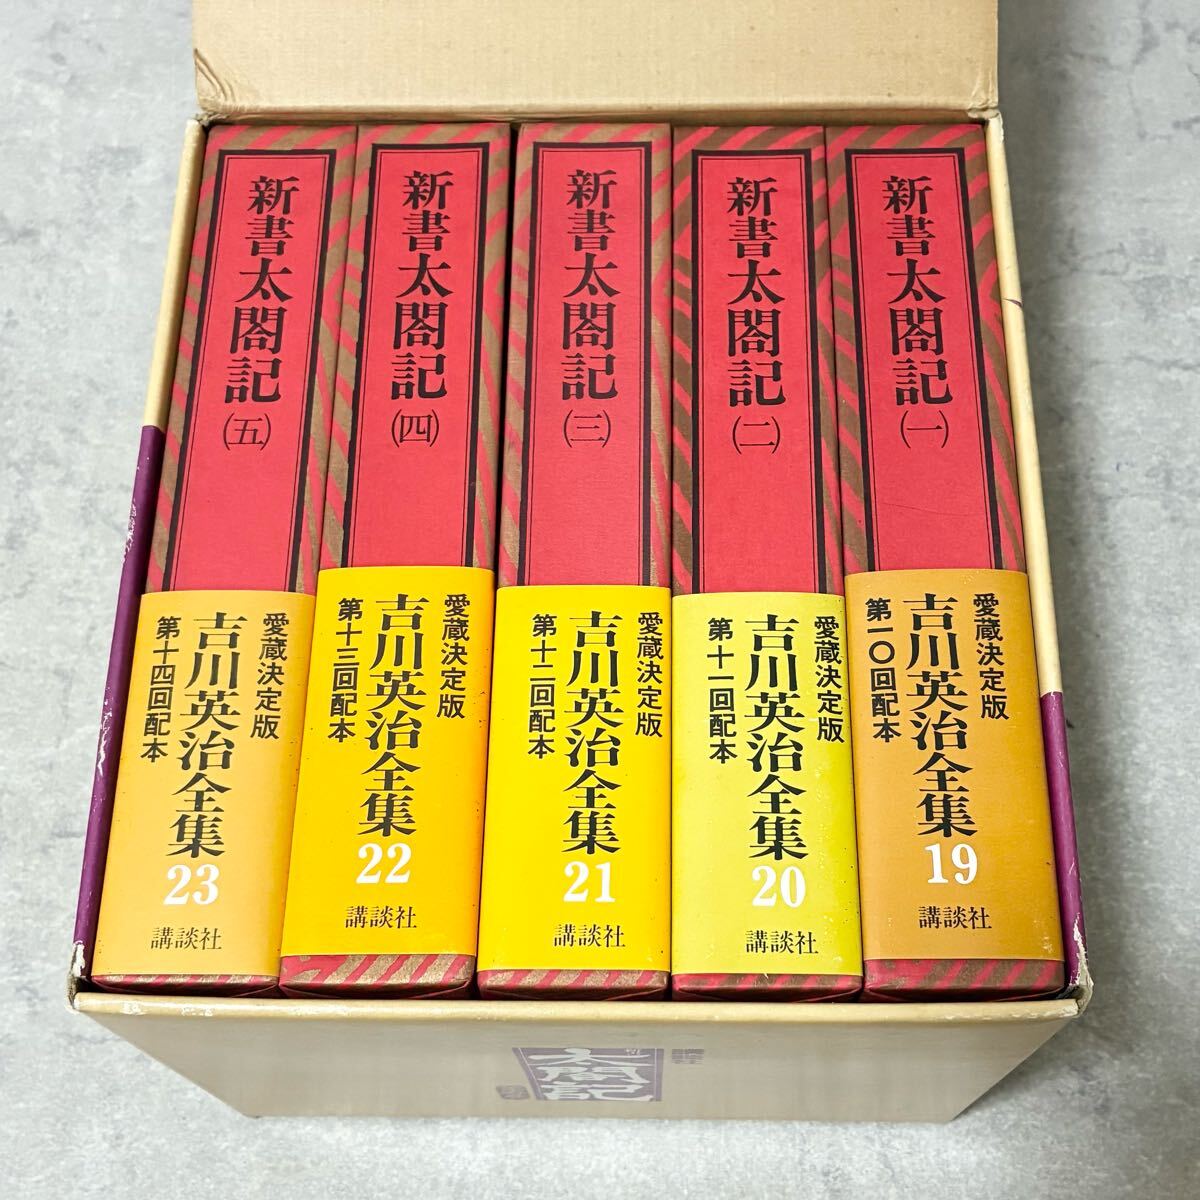 新書太閤記
(一)
愛蔵決定版
吉川英治全集
第一〇回配本
19
講談社
新書太閤記
(二)
愛蔵決定版
吉川英治全集
第十一回配本
20
講談社
新書太閤記
(三)
愛蔵決定版
吉川英治全集
第十二回配本
21
講談社
新書太閤記
(四)
愛蔵決定版
吉川英治全集
第十三回配本
22
講談社
新書太閤記
(五)
愛蔵決定版
吉川英治全集
第十四回配本
23
講談社
太閤記